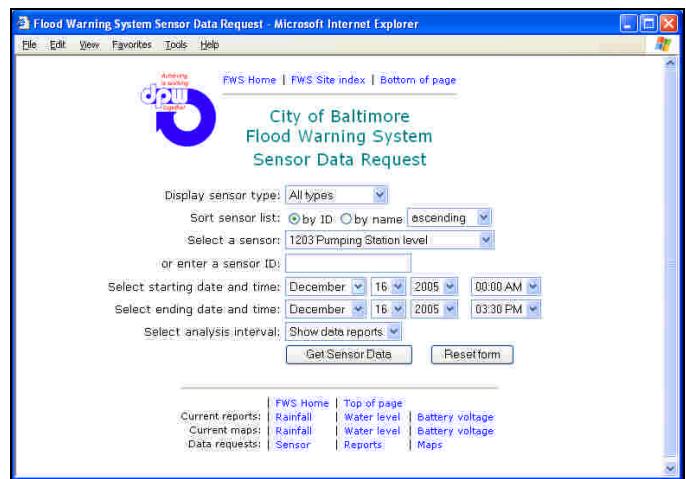 Flood Warning System Sensor Data Request - Microsoft Internet Explorer
File Edit View Favorites Tools Help
Achieving
is working
dpw
together
FWS Home | FWS Site index | Bottom of page
City of Baltimore
Flood Warning System
Sensor Data Request
Display sensor type: All types
Sort sensor list: by ID by name ascending
Select a sensor: 1203 Pumping Station level
or enter a sensor ID:
Select starting date and time: December 16 2005 00:00 AM
Select ending date and time: December 16 2005 03:30 PM
Select analysis interval: Show data reports
Get Sensor Data Reset form
| FWS Home | Top of page
Current reports: | Rainfall | Water level | Battery voltage
Current maps: | Rainfall | Water level | Battery voltage
Data requests: | Sensor | Reports | Maps